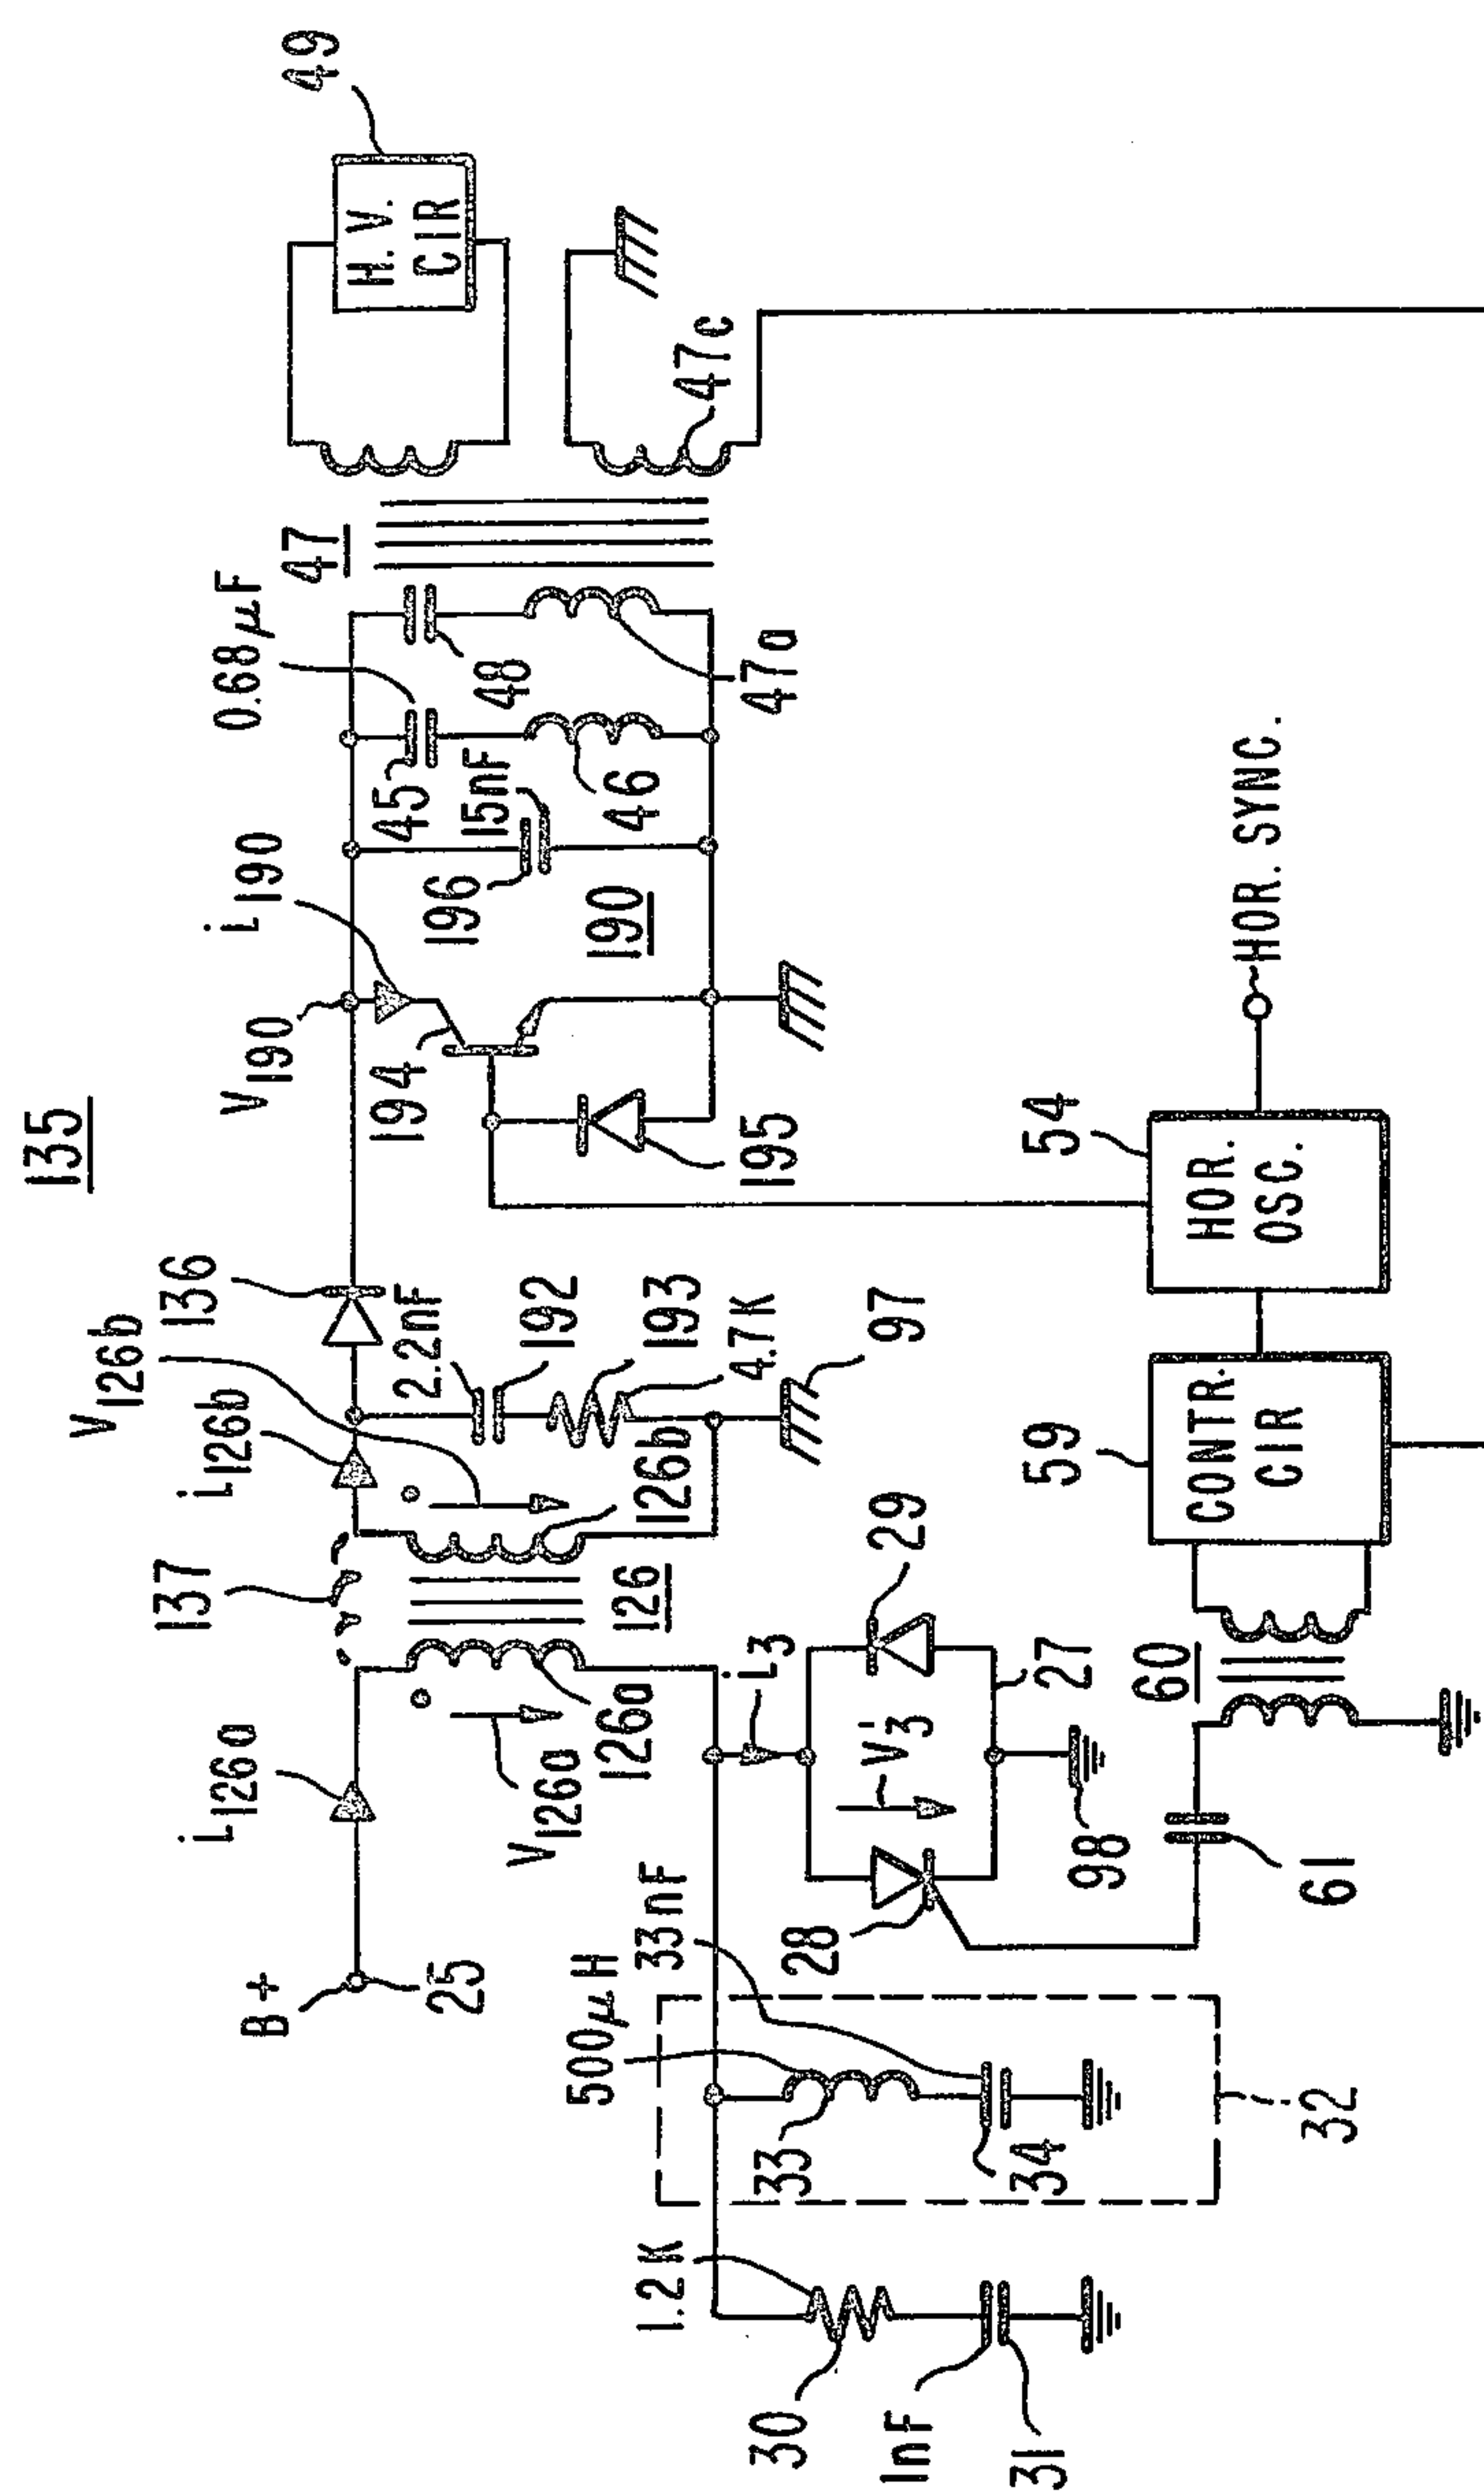 135
B+
25
i126a
V126a
126a
137
126
126b
i126b
V126b
136
2.2nF
192
193
4.7K
97
V190
i190
194
195
190
196
15nF
45
0.68µF
46
48
47
47a
47c
H. V.
CIR
49
1.2K
30
1nF
31
500µH
33nF
33
34
32
i3
V'3
28
29
27
98
61
60
59
CONTR.
CIR
54
HOR.
OSC.
HOR. SYNC.